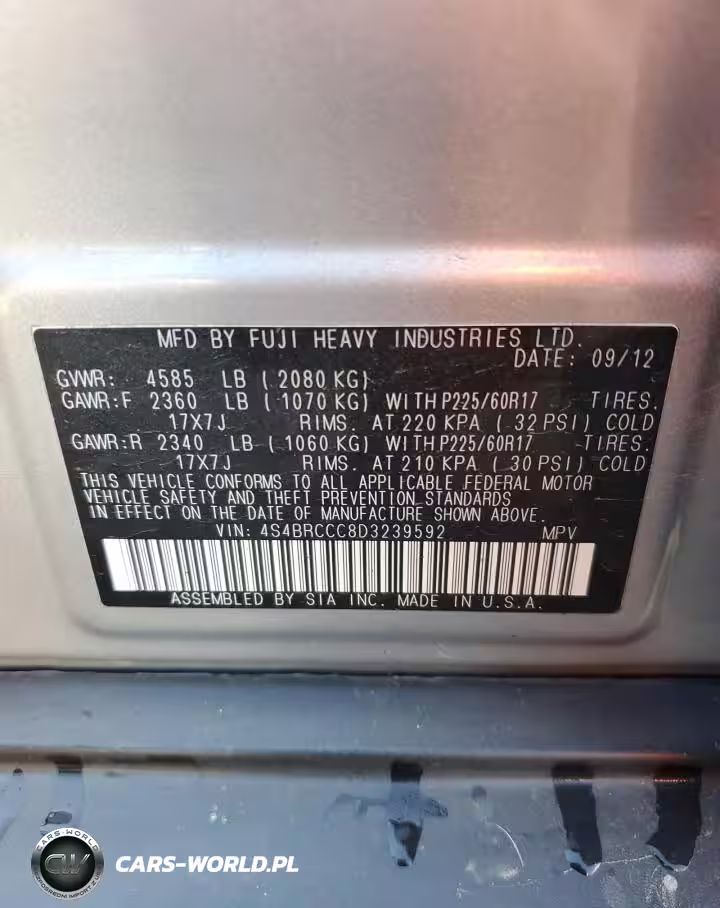 MFD BY FUJI HEAVY INDUSTRIES LTD.
DATE: 09/12
GVWR: 4585 LB ( 2080 KG)
GAWR:F 2360 LB ( 1070 KG) WITH P225/60R17 TIRES.
17X7J RIMS. AT 220 KPA ( 32 PSI) COLD
GAWR:R 2340 LB ( 1060 KG) WITH P225/60R17 TIRES.
17X7J RIMS. AT 210 KPA ( 30 PSI) COLD
THIS VEHICLE CONFORMS TO ALL APPLICABLE FEDERAL MOTOR
VEHICLE SAFETY AND THEFT PREVENTION STANDARDS
IN EFFECT ON THE DATE OF MANUFACTURE SHOWN ABOVE.
VIN: 4S4BRCCC8D3239592 MPV
ASSEMBLED BY SIA INC. MADE IN U.S.A.
CARS-WORLD
CW
CARS-WORLD.PL